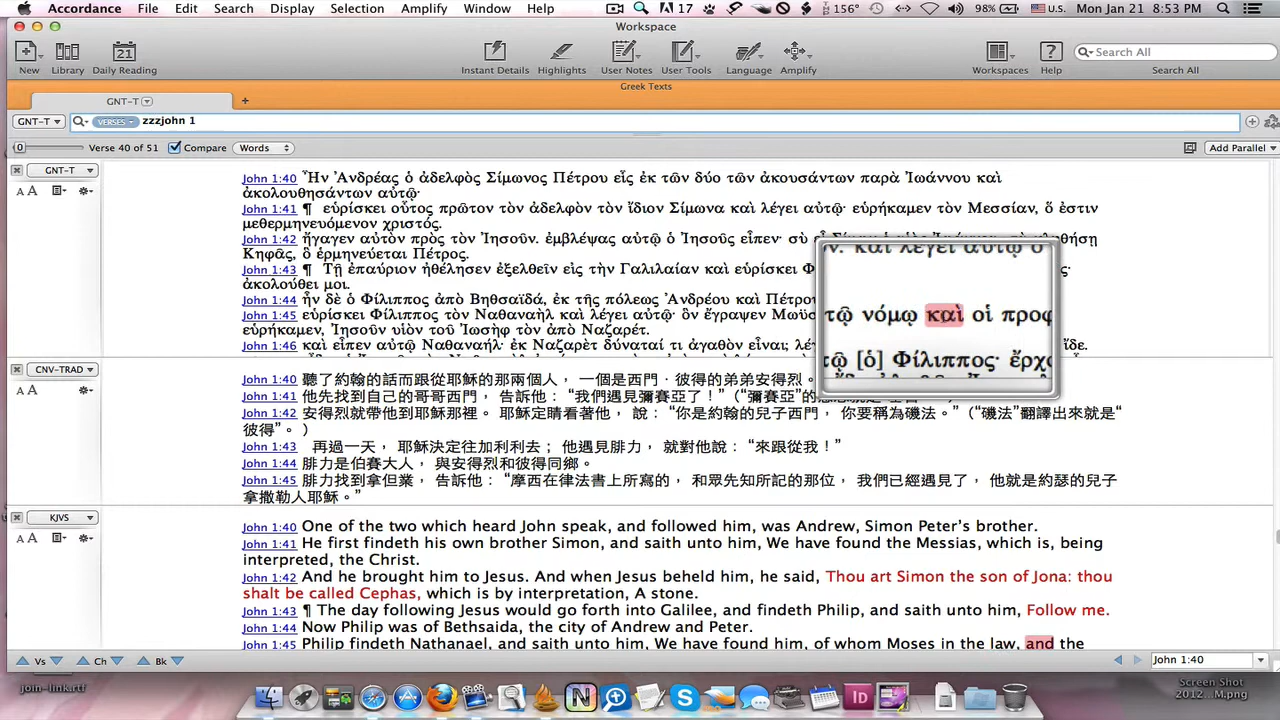 Accordance File Edit Search Display Selection Amplify Window Help 17 156° 98% U.S. Mon Jan 21 8:53 PM
Workspace
New Library Daily Reading Instant Details Highlights User Notes User Tools Language Amplify Workspaces Help Search All
21
Search All
Greek Texts
GNT-T +
GNT-T VERSES zzzjohn 1
0 Verse 40 of 51 Compare Words Add Parallel
GNT-T
John 1:40 Ἦν Ἀνδρέας ὁ ἀδελφὸς Σίμωνος Πέτρου εἷς ἐκ τῶν δύο τῶν ἀκουσάντων παρὰ Ἰωάννου καὶ
ἀκολουθησάντων αὐτῷ·
John 1:41 ¶ εὑρίσκει οὗτος πρῶτον τὸν ἀδελφὸν τὸν ἴδιον Σίμωνα καὶ λέγει αὐτῷ· εὑρήκαμεν τὸν Μεσσίαν, ὅ ἐστιν
μεθερμηνευόμενον χριστός.
John 1:42 ἤγαγεν αὐτὸν πρὸς τὸν Ἰησοῦν. ἐμβλέψας αὐτῷ ὁ Ἰησοῦς εἶπεν· σὺ
Κηφᾶς, ὃ ἑρμηνεύεται Πέτρος.
John 1:43 ¶ Τῇ ἐπαύριον ἠθέλησεν ἐξελθεῖν εἰς τὴν Γαλιλαίαν καὶ εὑρίσκει
ἀκολούθει μοι.
John 1:44 ἦν δὲ ὁ Φίλιππος ἀπὸ Βηθσαϊδά, ἐκ τῆς πόλεως Ἀνδρέου καὶ Πέτρου
John 1:45 εὑρίσκει Φίλιππος τὸν Ναθαναὴλ καὶ λέγει αὐτῷ· ὃν ἔγραψεν Μωϋσ
εὑρήκαμεν, Ἰησοῦν υἱὸν τοῦ Ἰωσὴφ τὸν ἀπὸ Ναζαρέτ.
John 1:46 καὶ εἶπεν αὐτῷ Ναθαναήλ· ἐκ Ναζαρὲτ δύναταί τι ἀγαθὸν εἶναι;
καὶ λέγει αὐτῷ ὁ
τῷ νόμῳ καὶ οἱ προφ
τῷ [ὁ] Φίλιππος· ἔρχο
CNV-TRAD
John 1:40 聽了約翰的話而跟從耶穌的那兩個人， 一個是西門．彼得的弟弟安得烈。
John 1:41 他先找到自己的哥哥西門， 告訴他： “我們遇見彌賽亞了！”（“彌賽亞”
John 1:42 安得烈就帶他到耶穌那裡。 耶穌定睛看著他， 說： “你是約翰的兒子西門， 你要稱為磯法。”（“磯法”翻譯出來就是“
彼得”。）
John 1:43 再過一天， 耶穌決定往加利利去； 他遇見腓力， 就對他說： “來跟從我！”
John 1:44 腓力是伯賽大人， 與安得烈和彼得同鄉。
John 1:45 腓力找到拿但業， 告訴他： “摩西在律法書上所寫的， 和眾先知所記的那位， 我們已經遇見了， 他就是約瑟的兒子
拿撒勒人耶穌。”
KJVS
John 1:40 One of the two which heard John speak, and followed him, was Andrew, Simon Peter’s brother.
John 1:41 He first findeth his own brother Simon, and saith unto him, We have found the Messias, which is, being
interpreted, the Christ.
John 1:42 And he brought him to Jesus. And when Jesus beheld him, he said, Thou art Simon the son of Jona: thou
shalt be called Cephas, which is by interpretation, A stone.
John 1:43 ¶ The day following Jesus would go forth into Galilee, and findeth Philip, and saith unto him, Follow me.
John 1:44 Now Philip was of Bethsaida, the city of Andrew and Peter.
John 1:45 Philip findeth Nathanael, and saith unto him, We have found him, of whom Moses in the law, and the
Vs Ch Bk John 1:40
join-link.rtf
Screen Shot
2012...M.png